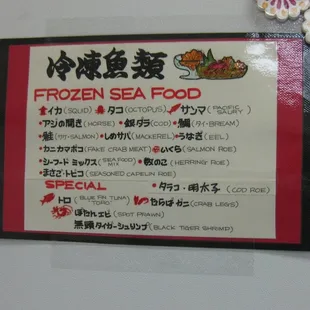 冷凍魚類
FROZEN SEA FOOD
イカ(SQUID) タコ(OCTOPUS) サンマ(PACIFIC SAURY)
・アジの開き(HORSE) ・銀ダラ(COD) ・鯛(TAI-BREAM)
・鮭(サケ-SALMON) ・しめサバ(MACKEREL) ・うなぎ(EEL)
・カニカマボコ(FAKE CRAB MEAT) ・いくら(SALMON ROE)
・シーフード ミックス(SEA FOOD MIX) ・数のこ(HERRING ROE)
・まさご・トビコ(SEASONED CAPELIN ROE)
SPECIAL ・タラコ・明太子(COD ROE)
トロ(BLUE FIN TUNA TORO) たらばガニ(CRAB LEGS)
ぼたんエビ(SPOT PRAWN)
無頭タイガーシュリンプ(BLACK TIGER SHRIMP)